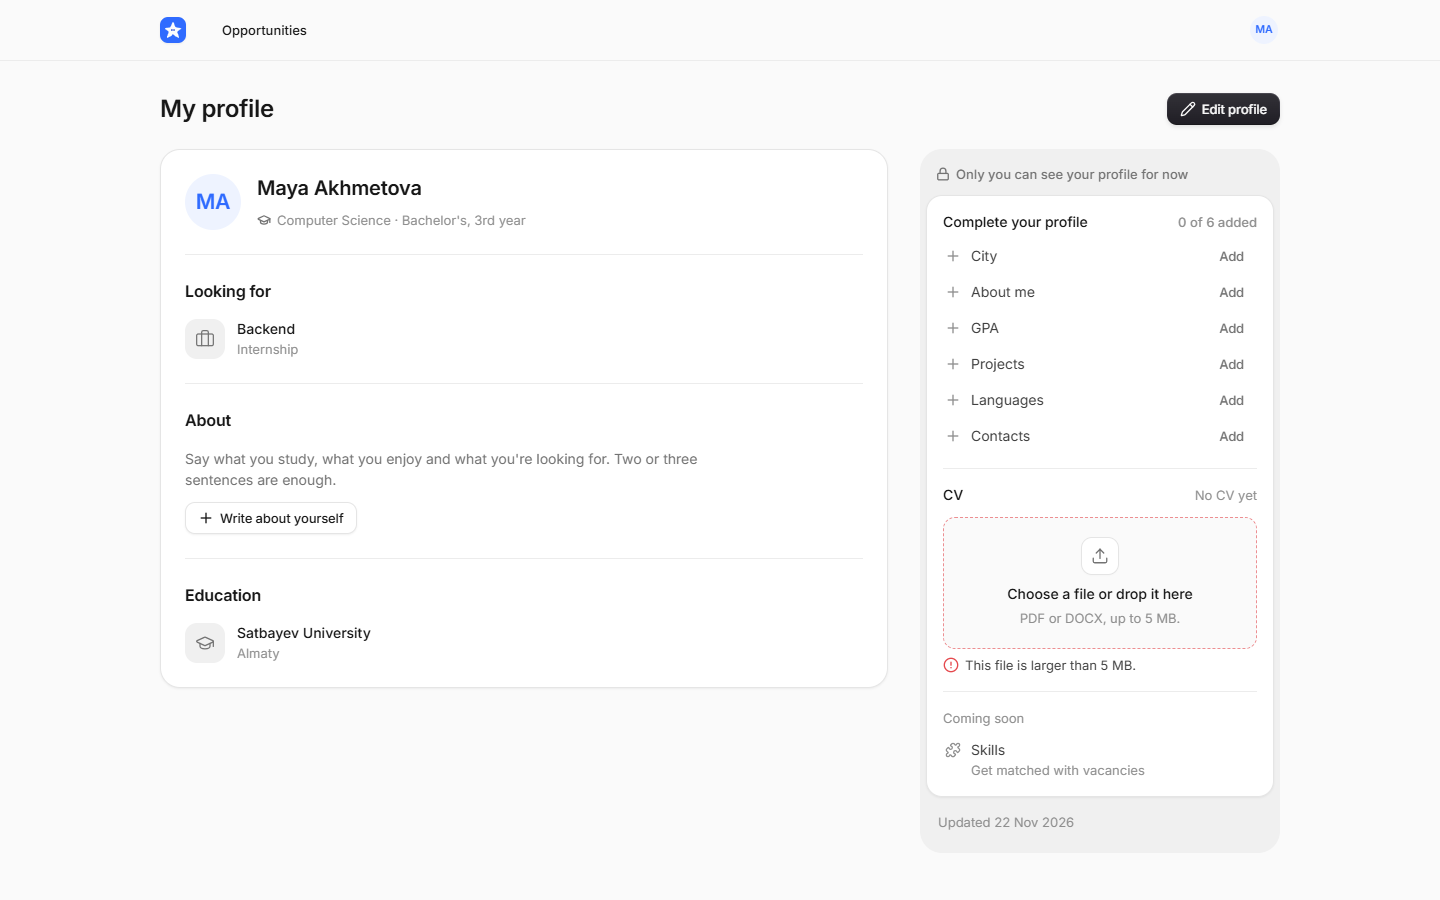 Opportunities
MA
My profile
Edit profile
MA
Maya Akhmetova
Computer Science · Bachelor's, 3rd year
Looking for
Backend
Internship
About
Say what you study, what you enjoy and what you're looking for. Two or three
sentences are enough.
Write about yourself
Education
Satbayev University
Almaty
Only you can see your profile for now
Complete your profile 0 of 6 added
City Add
About me Add
GPA Add
Projects Add
Languages Add
Contacts Add
CV No CV yet
Choose a file or drop it here
PDF or DOCX, up to 5 MB.
This file is larger than 5 MB.
Coming soon
Skills
Get matched with vacancies
Updated 22 Nov 2026